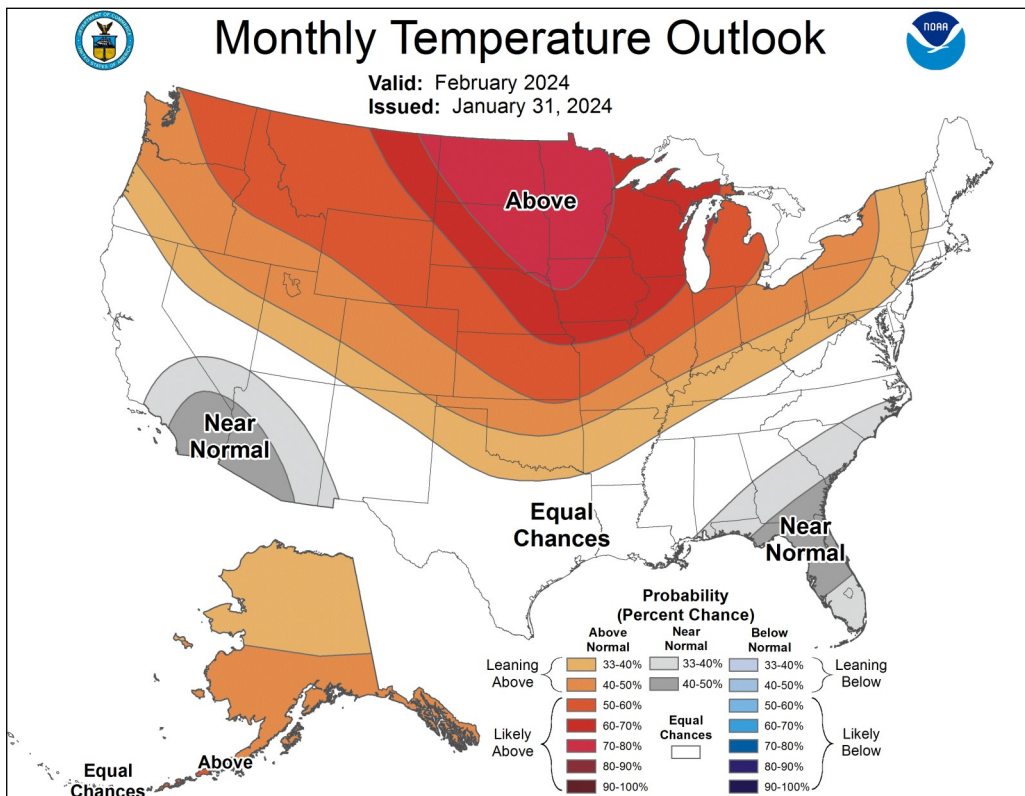 Monthly Temperature Outlook
NOAA
Valid: February 2024
Issued: January 31, 2024
Above
Near
Normal
Equal
Chances
Near
Normal
Above
Equal
Chances
Probability
(Percent Chance)
Above
Normal
Near
Normal
Below
Normal
Leaning
Above
33-40%
40-50%
33-40%
40-50%
33-40%
40-50%
Leaning
Below
Likely
Above
50-60%
60-70%
70-80%
80-90%
90-100%
Equal
Chances
50-60%
60-70%
70-80%
80-90%
90-100%
Likely
Below